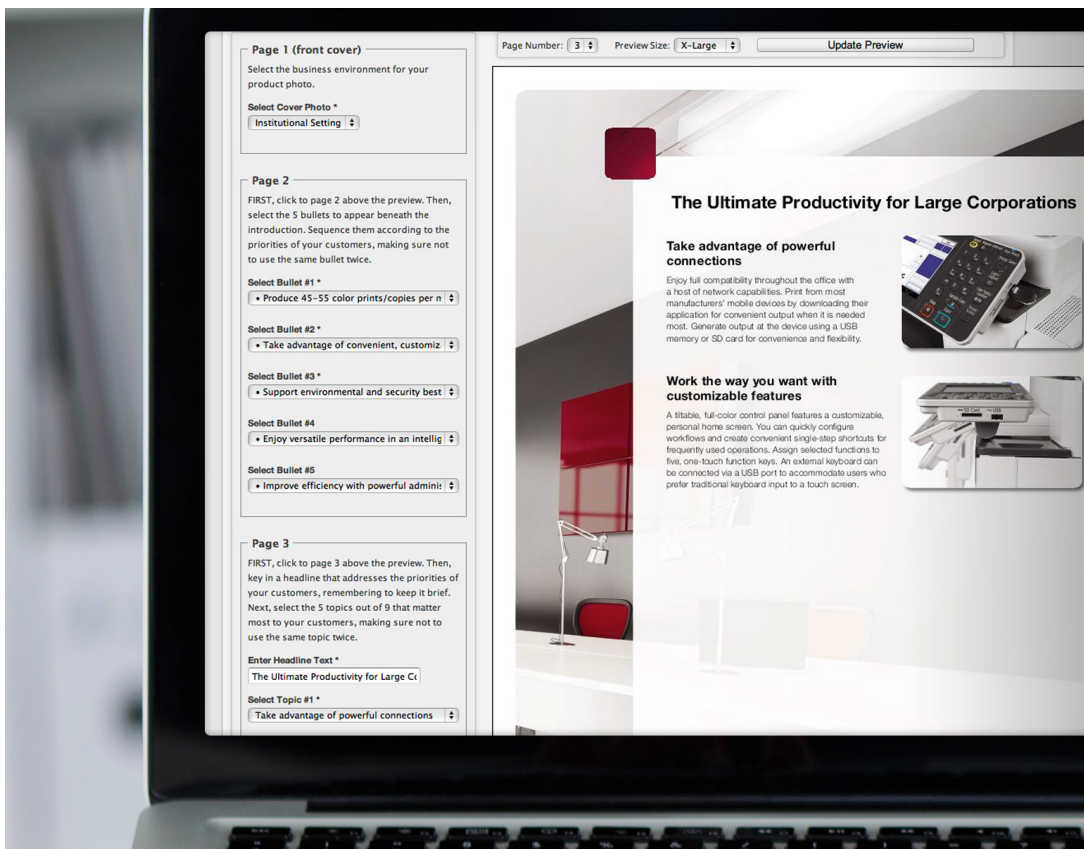 Page 1 (front cover)
Select the business environment for your
product photo.
Select Cover Photo *
Institutional Setting
Page 2
FIRST, click to page 2 above the preview. Then,
select the 5 bullets to appear beneath the
introduction. Sequence them according to the
priorities of your customers, making sure not
to use the same bullet twice.
Select Bullet #1 *
• Produce 45-55 color prints/copies per n
Select Bullet #2 *
• Take advantage of convenient, customiz
Select Bullet #3 *
• Support environmental and security best
Select Bullet #4
• Enjoy versatile performance in an intellig
Select Bullet #5
• Improve efficiency with powerful adminis
Page 3
FIRST, click to page 3 above the preview. Then,
key in a headline that addresses the priorities of
your customers, remembering to keep it brief.
Next, select the 5 topics out of 9 that matter
most to your customers, making sure not to
use the same topic twice.
Enter Headline Text *
The Ultimate Productivity for Large Co
Select Topic #1 *
Take advantage of powerful connections
Page Number: 3 Preview Size: X-Large Update Preview
The Ultimate Productivity for Large Corporations
Take advantage of powerful
connections
Enjoy full compatibility throughout the office with
a host of network capabilities. Print from most
manufacturers' mobile devices by downloading their
application for convenient output when it is needed
most. Generate output at the device using a USB
memory or SD card for convenience and flexibility.
Work the way you want with
customizable features
A tiltable, full-color control panel features a customizable,
personal home screen. You can quickly configure
workflows and create convenient single-step shortcuts for
frequently used operations. Assign selected functions to
five, one-touch function keys. An external keyboard can
be connected via a USB port to accommodate users who
prefer traditional keyboard input to a touch screen.
SD Card USB